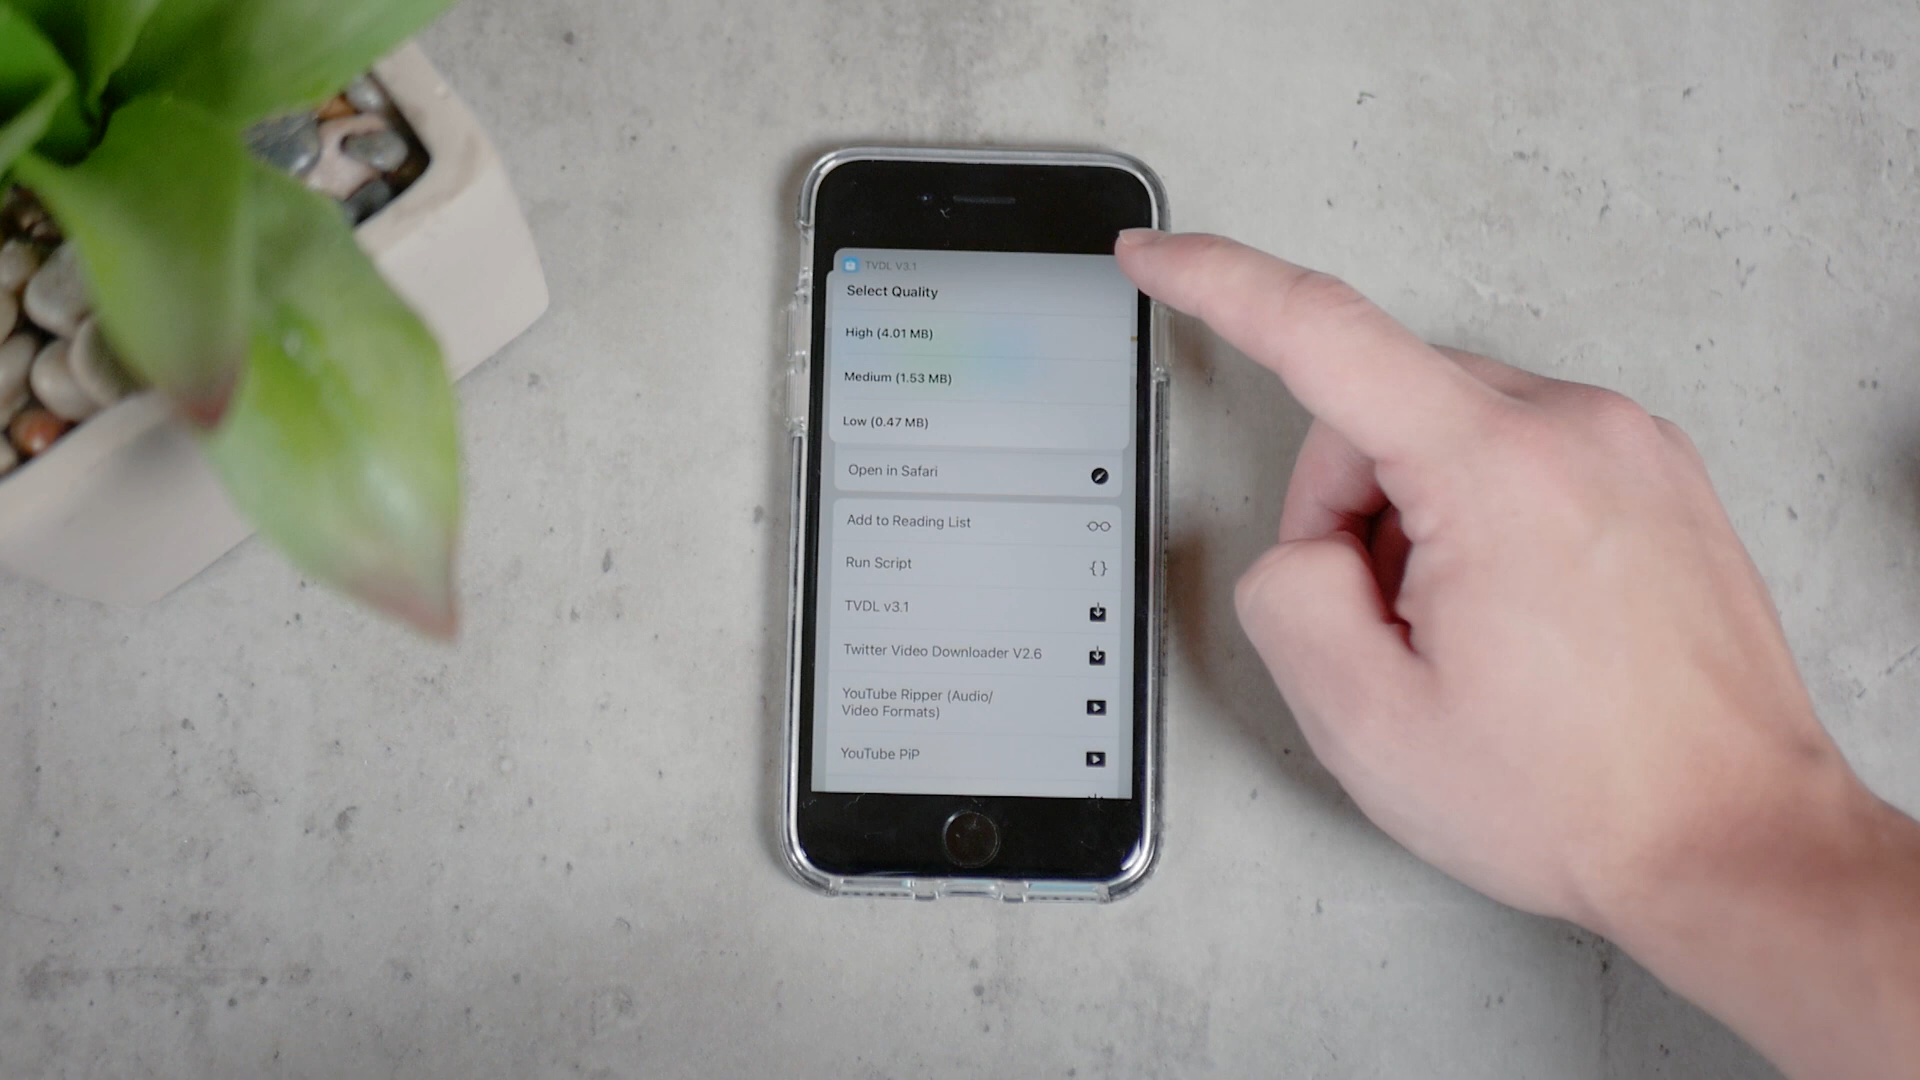 TVDL V3.1
Select Quality
High (4.01 MB)
Medium (1.53 MB)
Low (0.47 MB)
Open in Safari
Add to Reading List
Run Script
TVDL v3.1
Twitter Video Downloader V2.6
YouTube Ripper (Audio/
Video Formats)
YouTube PiP